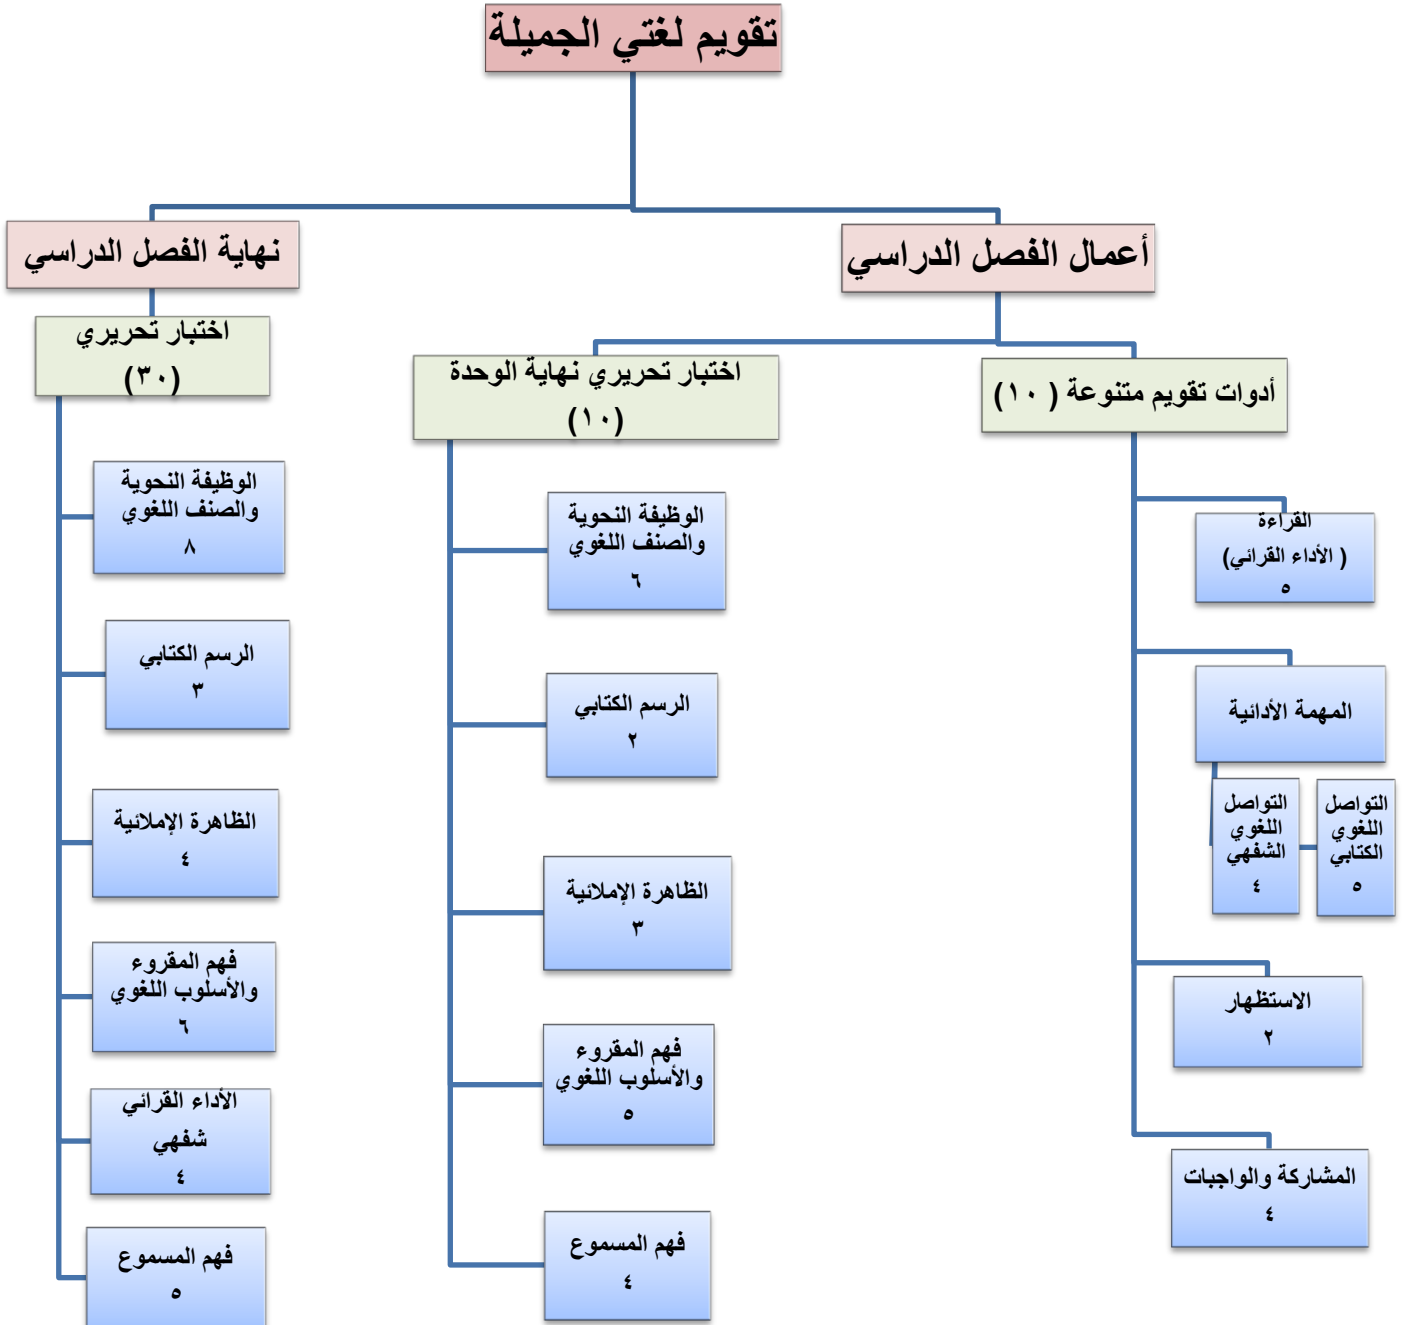 تقويم لغتي الجميلة
أعمال الفصل الدراسي
نهاية الفصل الدراسي
أدوات تقويم متنوعة ( ١٠ )
القراءة
( الأداء القرائي)
٥
المهمة الأدائية
التواصل
اللغوي
الكتابي
٥
التواصل
اللغوي
الشفهي
٤
الاستظهار
٢
المشاركة والواجبات
٤
اختبار تحريري نهاية الوحدة
(١٠)
الوظيفة النحوية
والصنف اللغوي
٦
الرسم الكتابي
٢
الظاهرة الإملائية
٣
فهم المقروء
والأسلوب اللغوي
٥
فهم المسموع
٤
اختبار تحريري
(٣٠)
الوظيفة النحوية
والصنف اللغوي
٨
الرسم الكتابي
٣
الظاهرة الإملائية
٤
فهم المقروء
والأسلوب اللغوي
٦
الأداء القرائي
شفهي
٤
فهم المسموع
٥